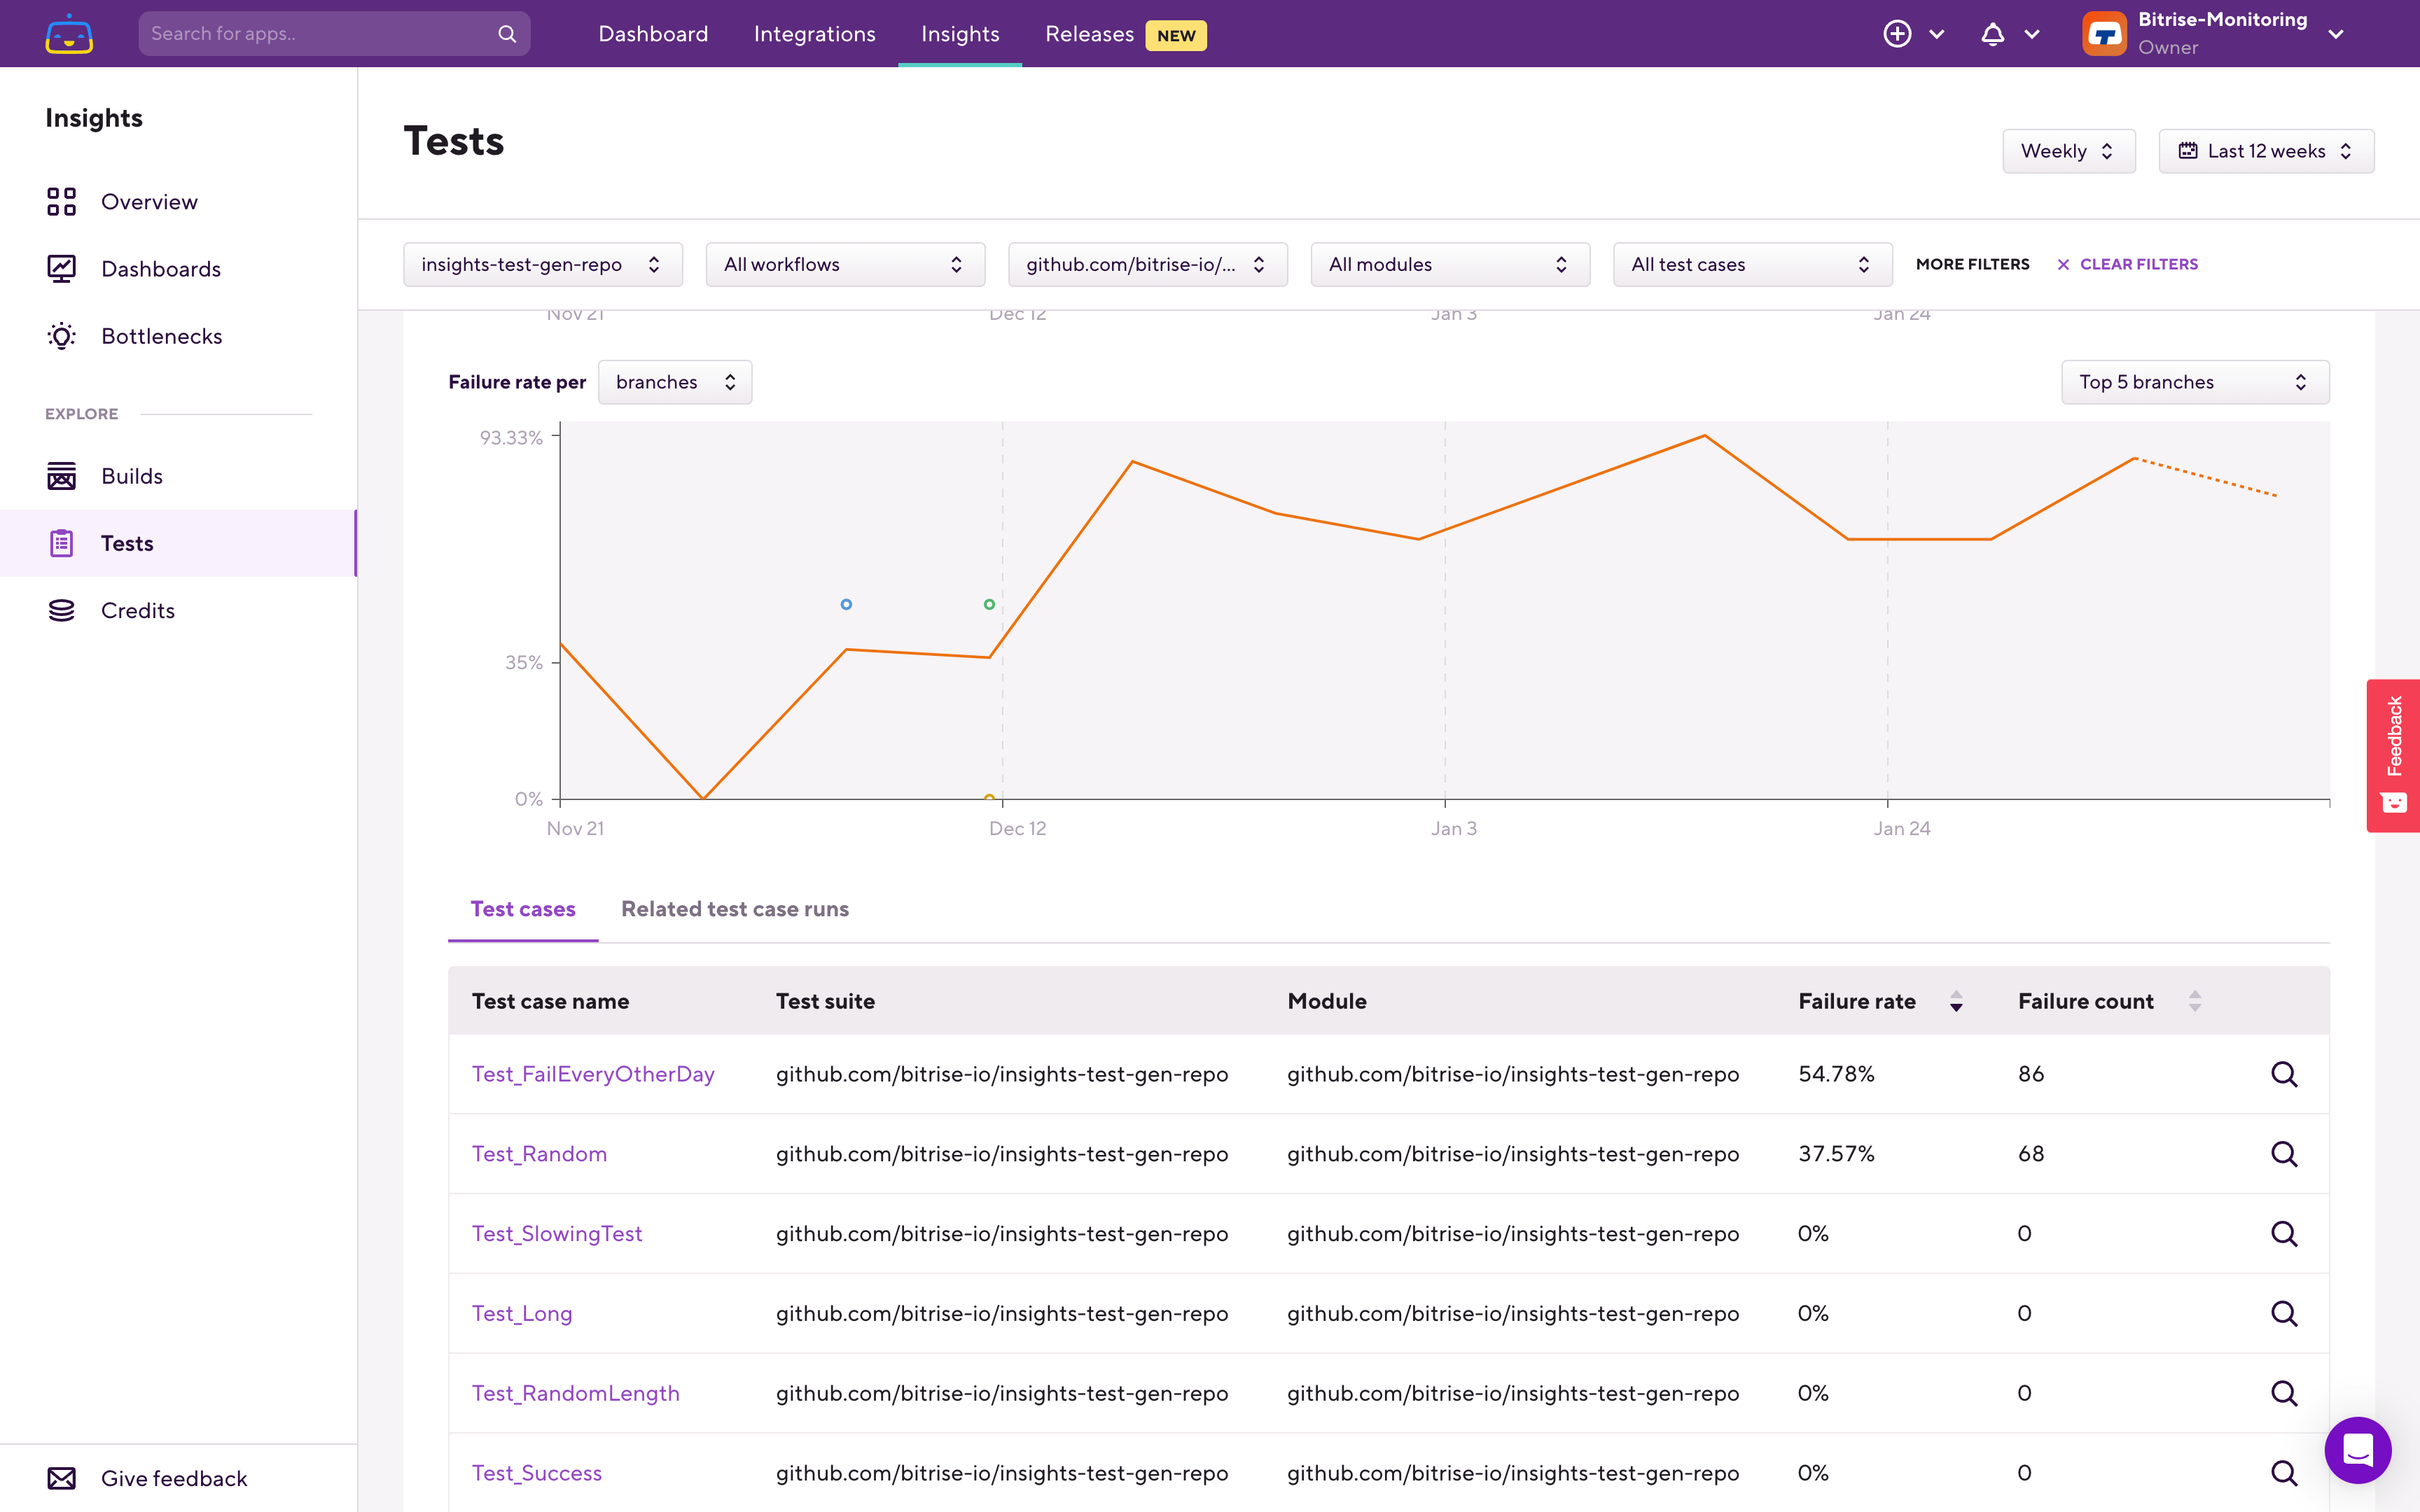 Search for apps..
Dashboard
Integrations
Insights
Releases NEW
Bitrise-Monitoring
Owner
Insights
Overview
Dashboards
Bottlenecks
EXPLORE
Builds
Tests
Credits
Give feedback
Tests
Weekly
Last 12 weeks
insights-test-gen-repo
All workflows
github.com/bitrise-io/...
All modules
All test cases
MORE FILTERS
CLEAR FILTERS
Nov 21 Dec 12 Jan 3 Jan 24
Failure rate per branches
Top 5 branches
93.33%
35%
0%
Nov 21 Dec 12 Jan 3 Jan 24
Feedback
Test cases Related test case runs
Test case name Test suite Module Failure rate Failure count
Test_FailEveryOtherDay github.com/bitrise-io/insights-test-gen-repo github.com/bitrise-io/insights-test-gen-repo 54.78% 86
Test_Random github.com/bitrise-io/insights-test-gen-repo github.com/bitrise-io/insights-test-gen-repo 37.57% 68
Test_SlowingTest github.com/bitrise-io/insights-test-gen-repo github.com/bitrise-io/insights-test-gen-repo 0% 0
Test_Long github.com/bitrise-io/insights-test-gen-repo github.com/bitrise-io/insights-test-gen-repo 0% 0
Test_RandomLength github.com/bitrise-io/insights-test-gen-repo github.com/bitrise-io/insights-test-gen-repo 0% 0
Test_Success github.com/bitrise-io/insights-test-gen-repo github.com/bitrise-io/insights-test-gen-repo 0% 0